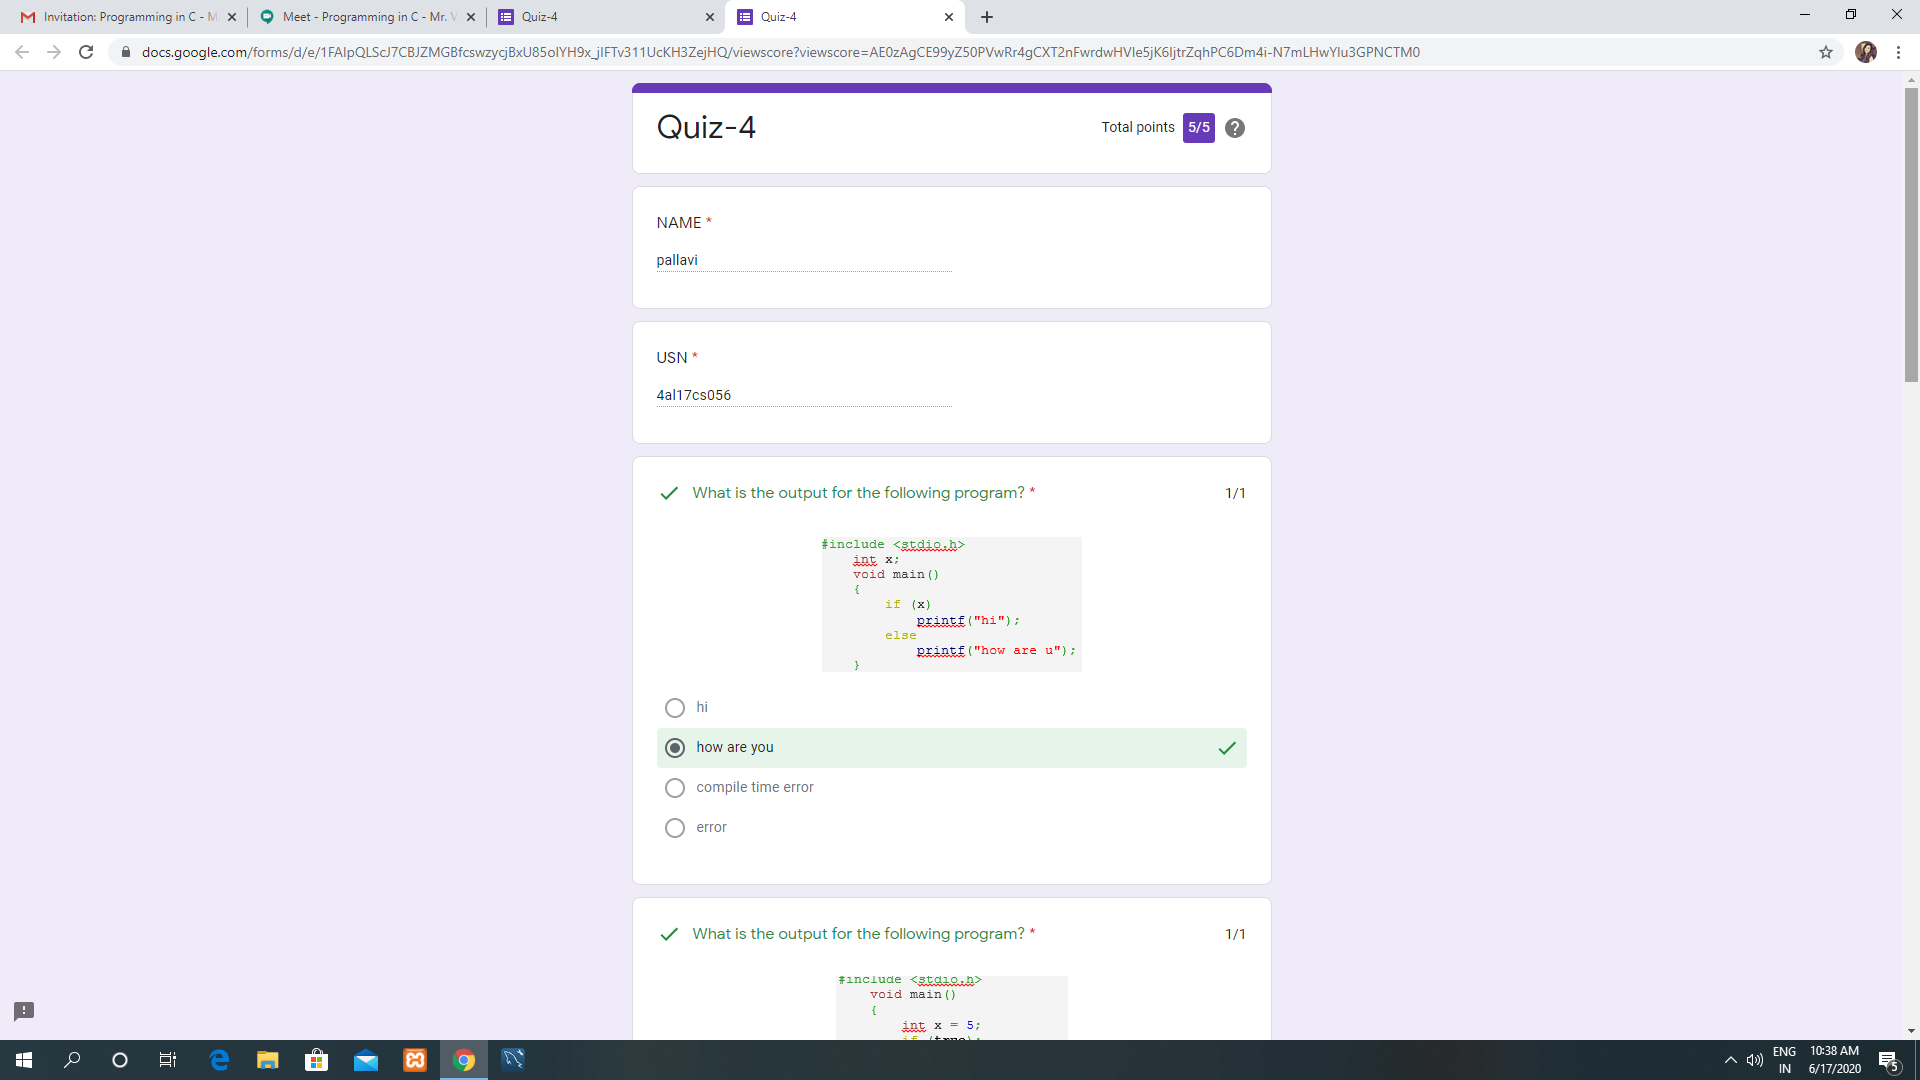 Invitation: Programming in C - M
Meet - Programming in C - Mr. V
Quiz-4
Quiz-4
docs.google.com/forms/d/e/1FAIpQLScJ7CBJZMGBfcswzycjBxU85oIYH9x_jIFTv311UcKH3ZejHQ/viewscore?viewscore=AE0zAgCE99yZ50PVwRr4gCXT2nFwrdwHVIe5jK6IjtrZqhPC6Dm4i-N7mLHwYlu3GPNCTM0
Quiz-4
Total points 5/5
NAME *
pallavi
USN *
4al17cs056
What is the output for the following program? * 1/1
#include <stdio.h>
int x;
void main()
{
if (x)
printf("hi");
else
printf("how are u");
}
hi
how are you
compile time error
error
What is the output for the following program? * 1/1
#include <stdio.h>
void main()
{
int x = 5;
if (true);
ENG 10:38 AM
IN 6/17/2020
5